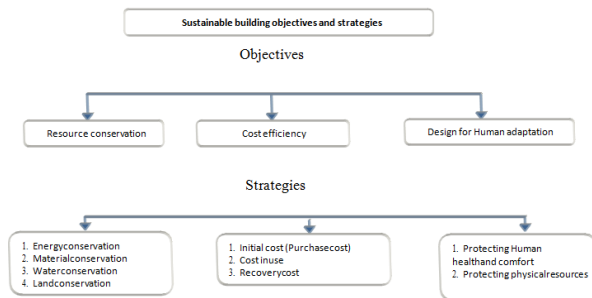 Sustainable building objectives and strategies
Objectives
Resource conservation
Cost efficiency
Design for Human adaptation
Strategies
1. Energyconservation
2. Materialconservation
3. Waterconservation
4. Landconservation
1. Initial cost (Purchasecost)
2. Cost inuse
3. Recoverycost
1. Protecting Human
healthand comfort
2. Protecting physicalresources